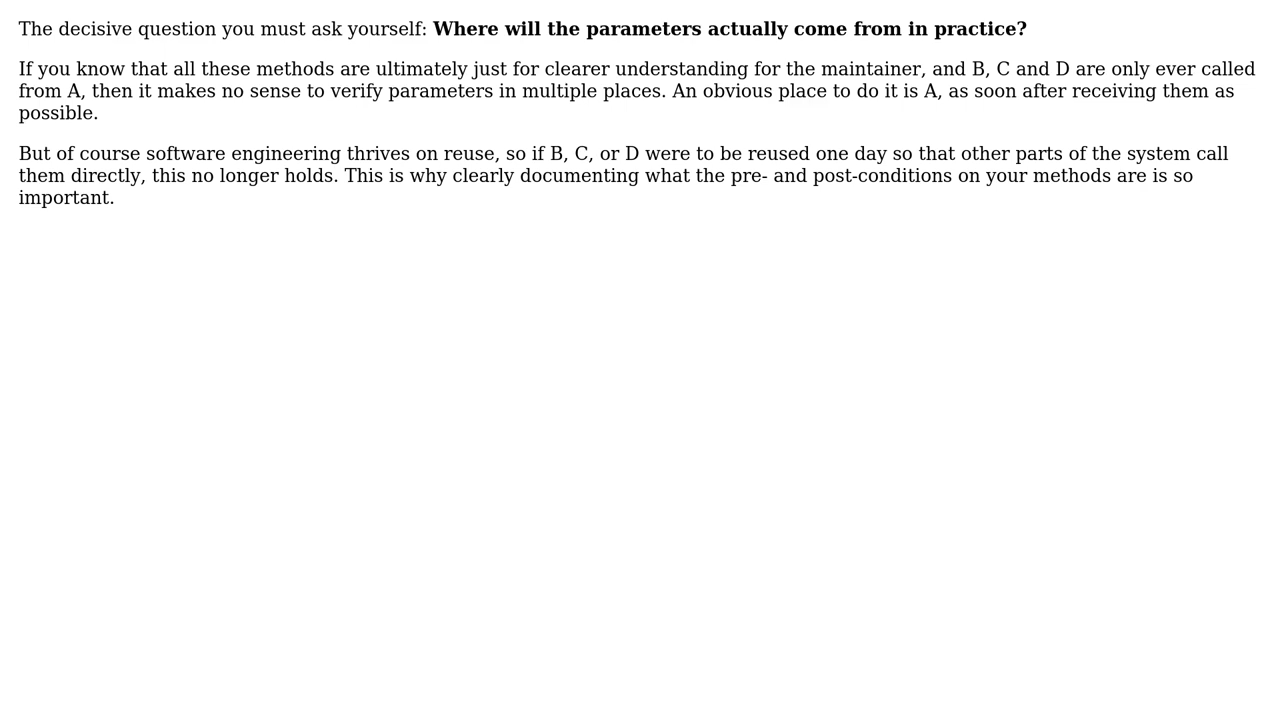 The decisive question you must ask yourself: Where will the parameters actually come from in practice?
If you know that all these methods are ultimately just for clearer understanding for the maintainer, and B, C and D are only ever called
from A, then it makes no sense to verify parameters in multiple places. An obvious place to do it is A, as soon after receiving them as
possible.
But of course software engineering thrives on reuse, so if B, C, or D were to be reused one day so that other parts of the system call
them directly, this no longer holds. This is why clearly documenting what the pre- and post-conditions on your methods are is so
important.